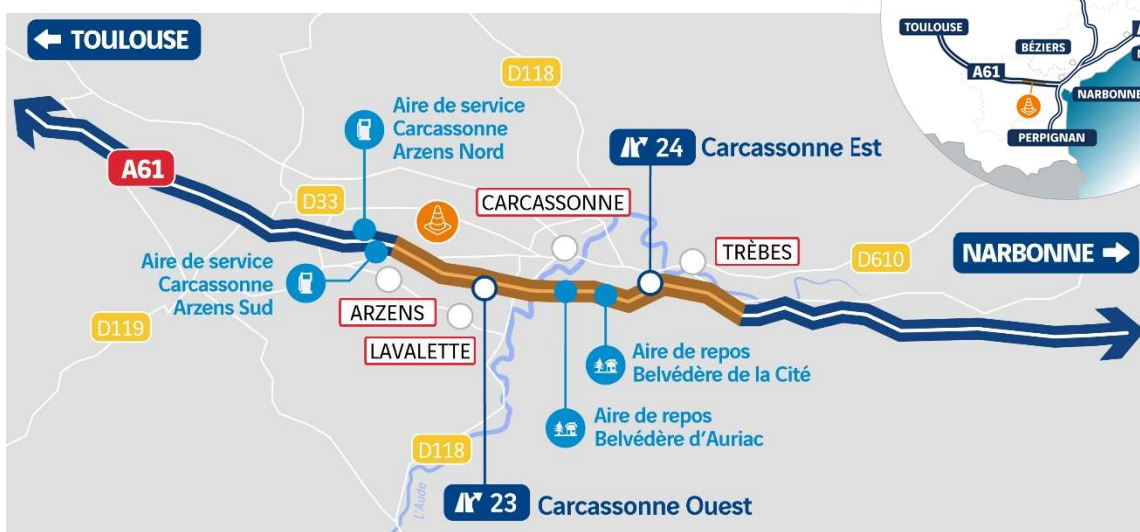 ← TOULOUSE
D118
TOULOUSE
BÉZIERS
A61
NARBONNE
PERPIGNAN
Aire de service
Carcassonne
Arzens Nord
24 Carcassonne Est
A61
D33
CARCASSONNE
TRÈBES
D610
NARBONNE →
Aire de service
Carcassonne
Arzens Sud
ARZENS
D119
LAVALETTE
Aire de repos
Belvédère de la Cité
Aire de repos
Belvédère d'Auriac
D118
L'Aude
23 Carcassonne Ouest